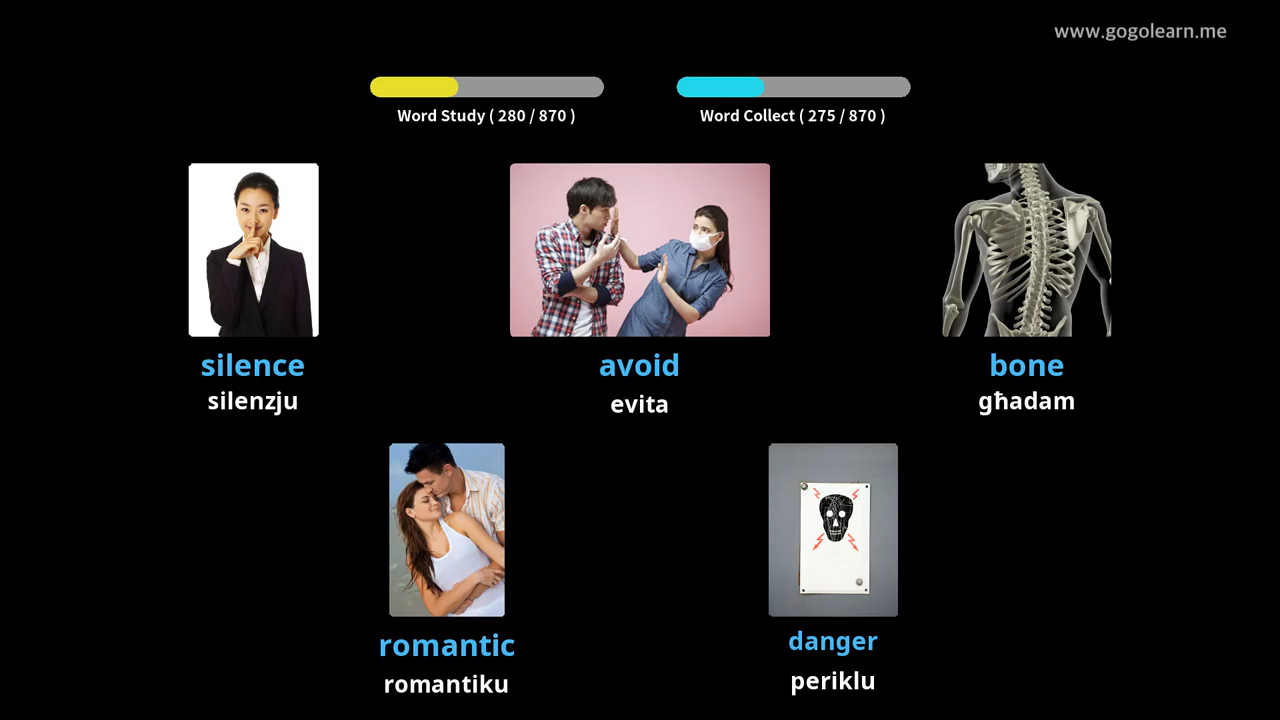 www.gogolearn.me
Word Study ( 280 / 870 )
Word Collect ( 275 / 870 )
silence
silenzju
avoid
evita
bone
għadam
romantic
romantiku
danger
periklu